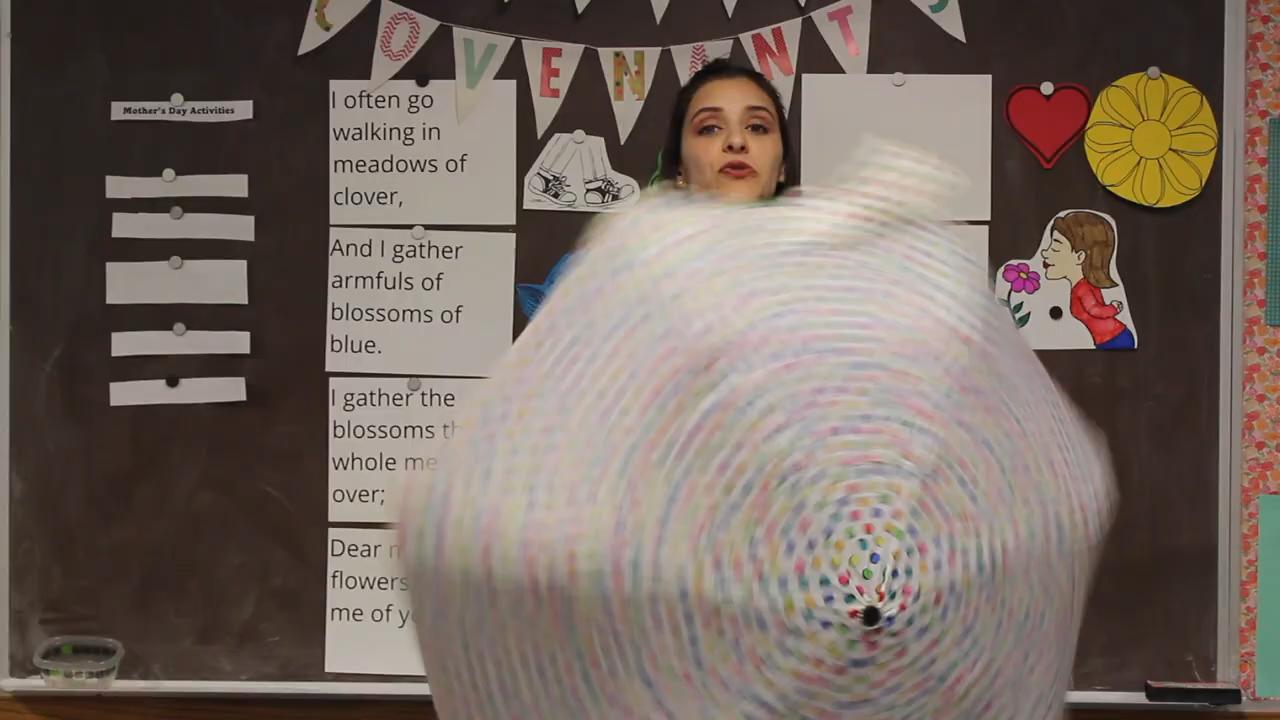 COVENANTS
Mother's Day Activities
I often go
walking in
meadows of
clover,
And I gather
armfuls of
blossoms of
blue.
I gather the
blossoms
whole
over;
Dear
flowers
me of